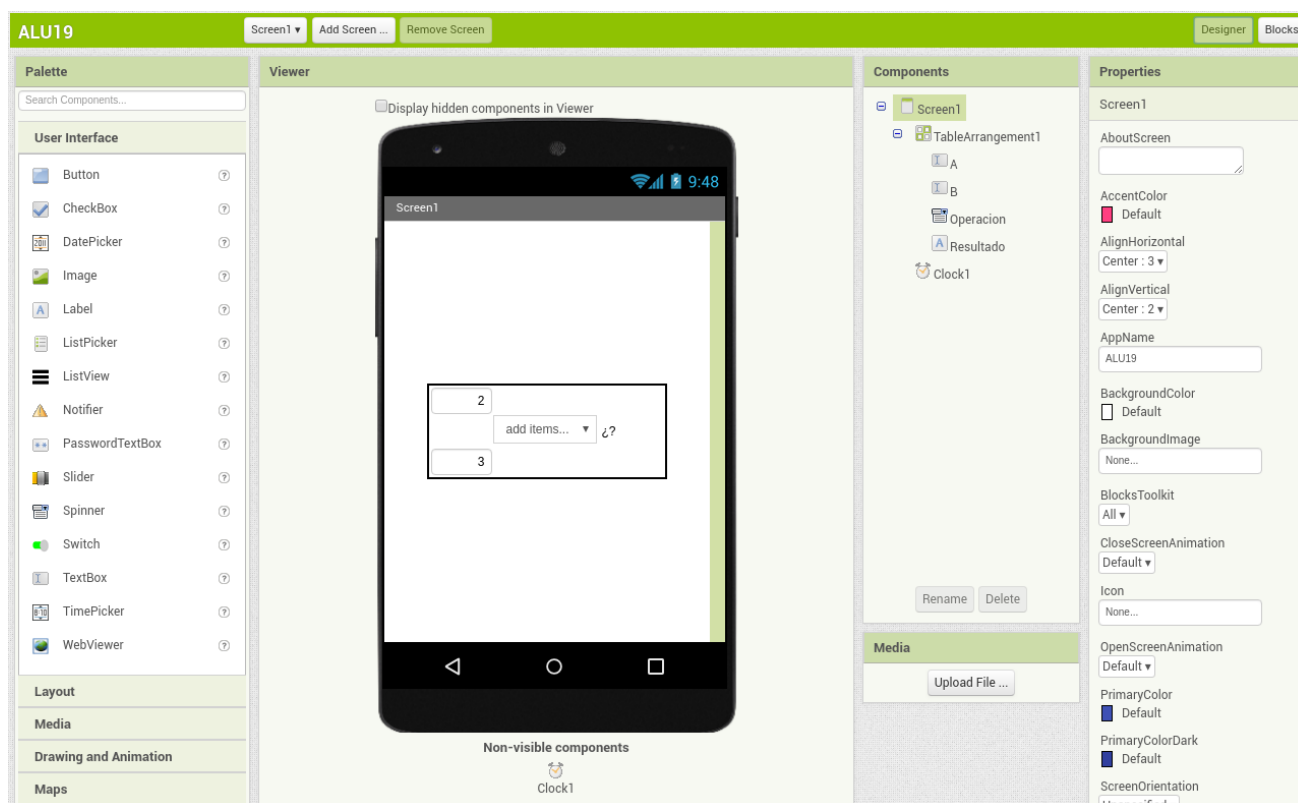 ALU19
Screen1 ▾
Add Screen ...
Remove Screen
Designer
Blocks
Palette
Search Components...
User Interface
Button
CheckBox
DatePicker
Image
Label
ListPicker
ListView
Notifier
PasswordTextBox
Slider
Spinner
Switch
TextBox
TimePicker
WebViewer
Layout
Media
Drawing and Animation
Maps
Viewer
Display hidden components in Viewer
9:48
Screen1
2
add items... ▾ ¿?
3
Non-visible components
Clock1
Components
Screen1
TableArrangement1
A
B
Operacion
Resultado
Clock1
Rename
Delete
Media
Upload File ...
Properties
Screen1
AboutScreen
AccentColor
Default
AlignHorizontal
Center : 3 ▾
AlignVertical
Center : 2 ▾
AppName
ALU19
BackgroundColor
Default
BackgroundImage
None...
BlocksToolkit
All ▾
CloseScreenAnimation
Default ▾
Icon
None...
OpenScreenAnimation
Default ▾
PrimaryColor
Default
PrimaryColorDark
Default
ScreenOrientation